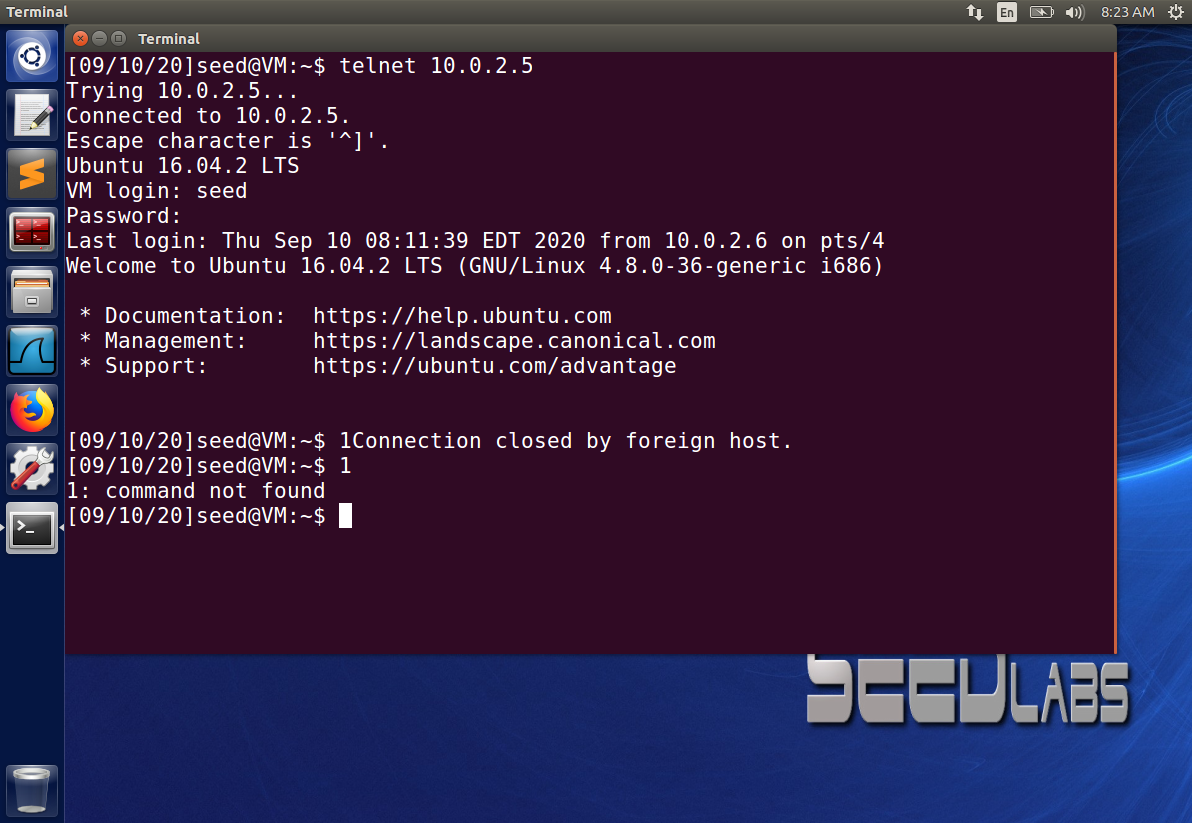 Terminal
En
8:23 AM
Terminal
[09/10/20]seed@VM:~$ telnet 10.0.2.5
Trying 10.0.2.5...
Connected to 10.0.2.5.
Escape character is '^]'.
Ubuntu 16.04.2 LTS
VM login: seed
Password:
Last login: Thu Sep 10 08:11:39 EDT 2020 from 10.0.2.6 on pts/4
Welcome to Ubuntu 16.04.2 LTS (GNU/Linux 4.8.0-36-generic i686)
 * Documentation:  https://help.ubuntu.com
 * Management:     https://landscape.canonical.com
 * Support:        https://ubuntu.com/advantage
[09/10/20]seed@VM:~$ 1Connection closed by foreign host.
[09/10/20]seed@VM:~$ 1
1: command not found
[09/10/20]seed@VM:~$
SEED LABS